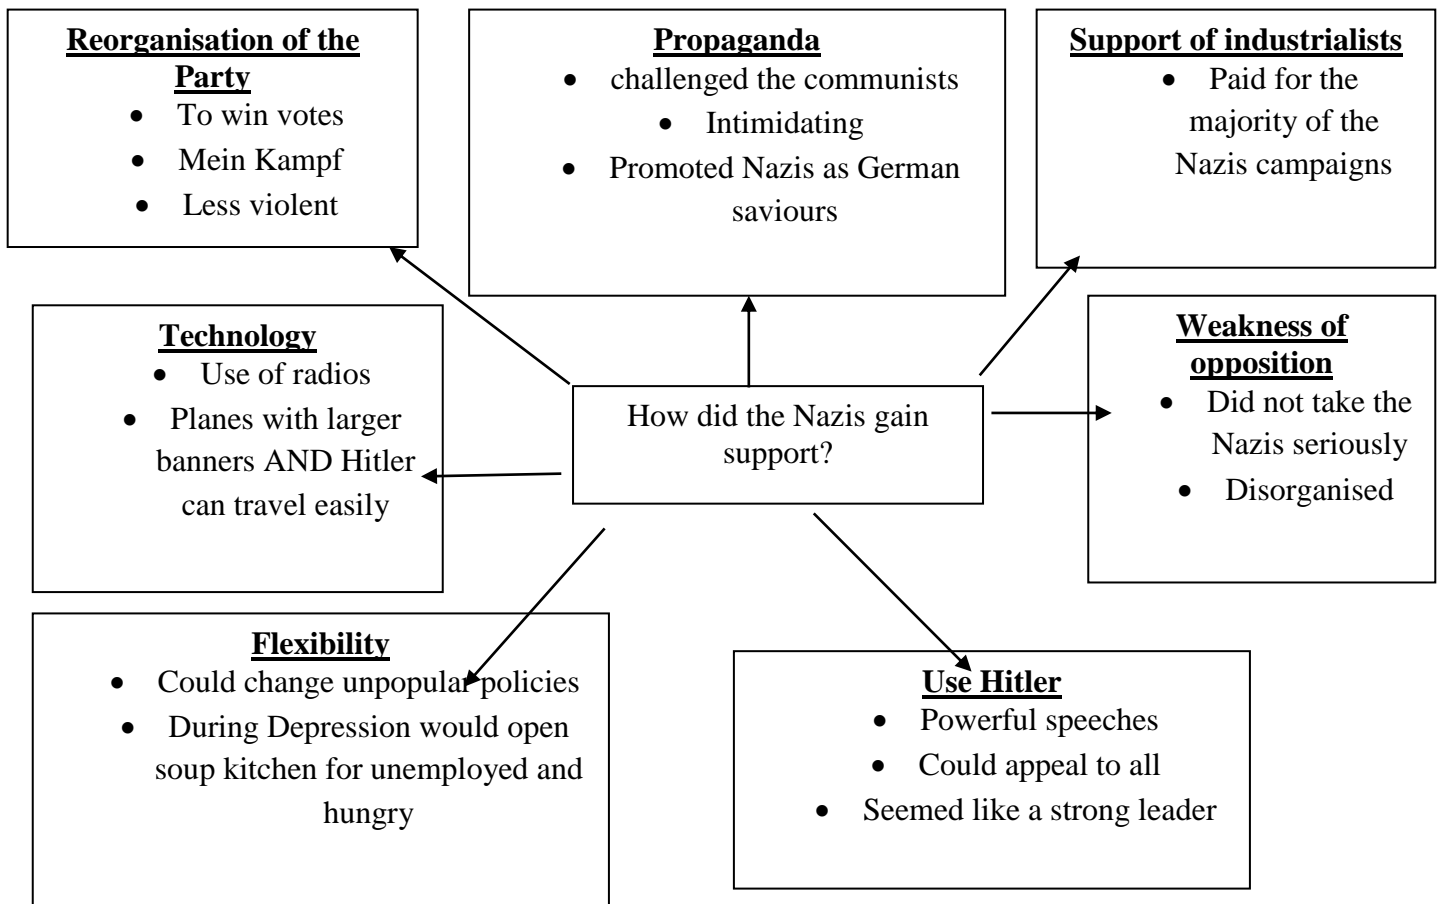 Reorganisation of the
Party
• To win votes
• Mein Kampf
• Less violent
Propaganda
• challenged the communists
• Intimidating
• Promoted Nazis as German
saviours
Support of industrialists
• Paid for the
majority of the
Nazis campaigns
Technology
• Use of radios
• Planes with larger
banners AND Hitler
can travel easily
How did the Nazis gain
support?
Weakness of
opposition
• Did not take the
Nazis seriously
• Disorganised
Flexibility
• Could change unpopular policies
• During Depression would open
soup kitchen for unemployed and
hungry
Use Hitler
• Powerful speeches
• Could appeal to all
• Seemed like a strong leader